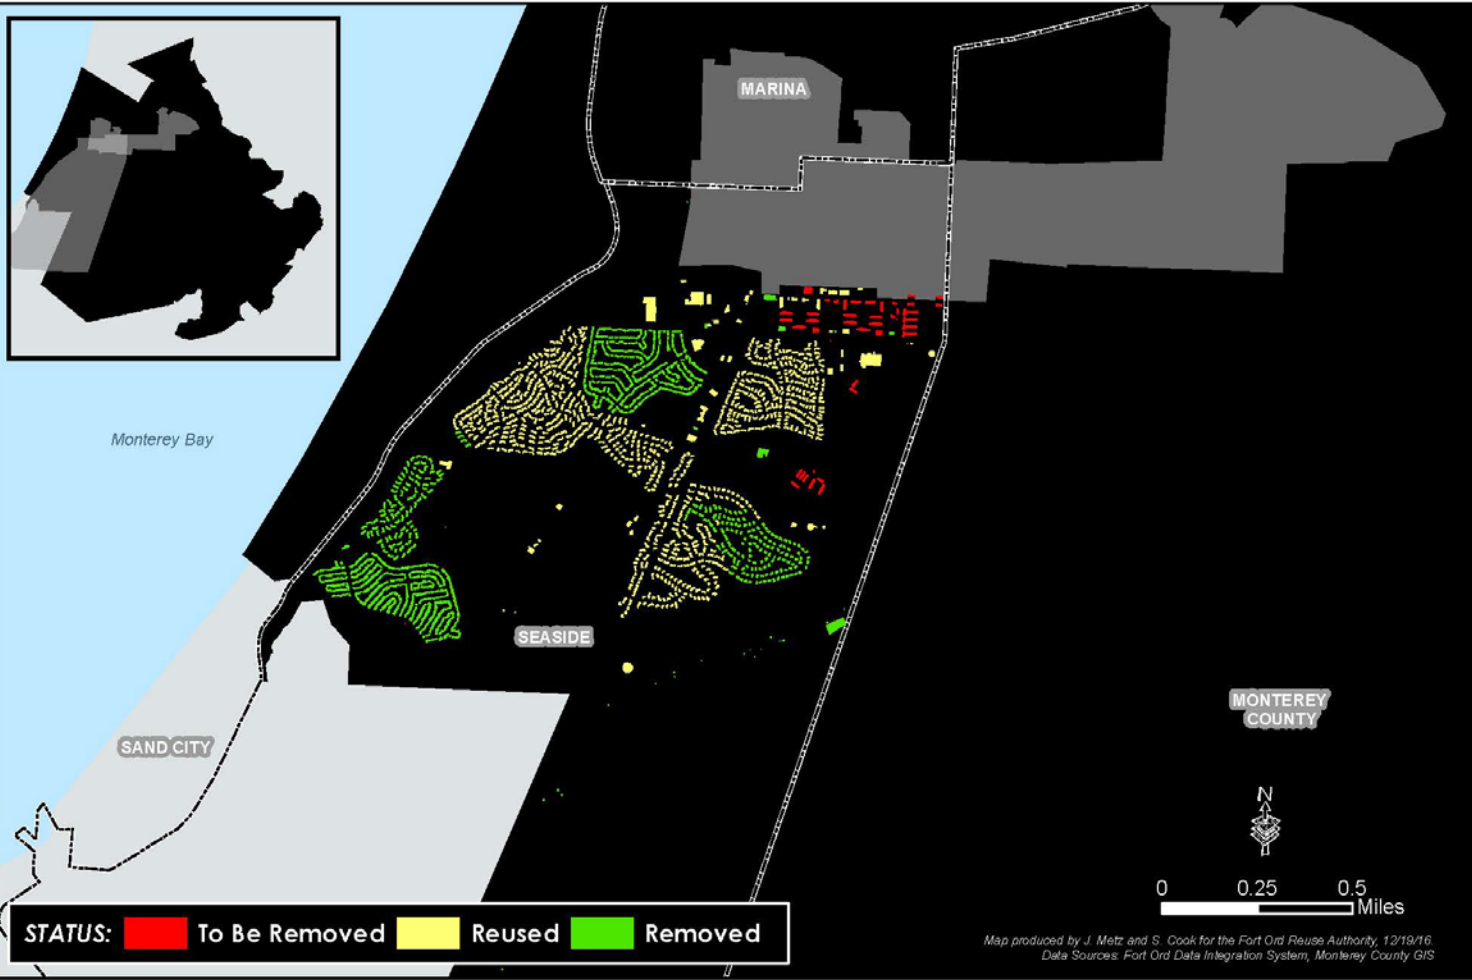 MARINA
Monterey Bay
SEASIDE
MONTEREY
COUNTY
SAND CITY
N
0 0.25 0.5
Miles
STATUS: To Be Removed Reused Removed
Map produced by J. Metz and S. Cook for the Fort Ord Reuse Authority, 12/19/16.
Data Sources: Fort Ord Data Integration System, Monterey County GIS